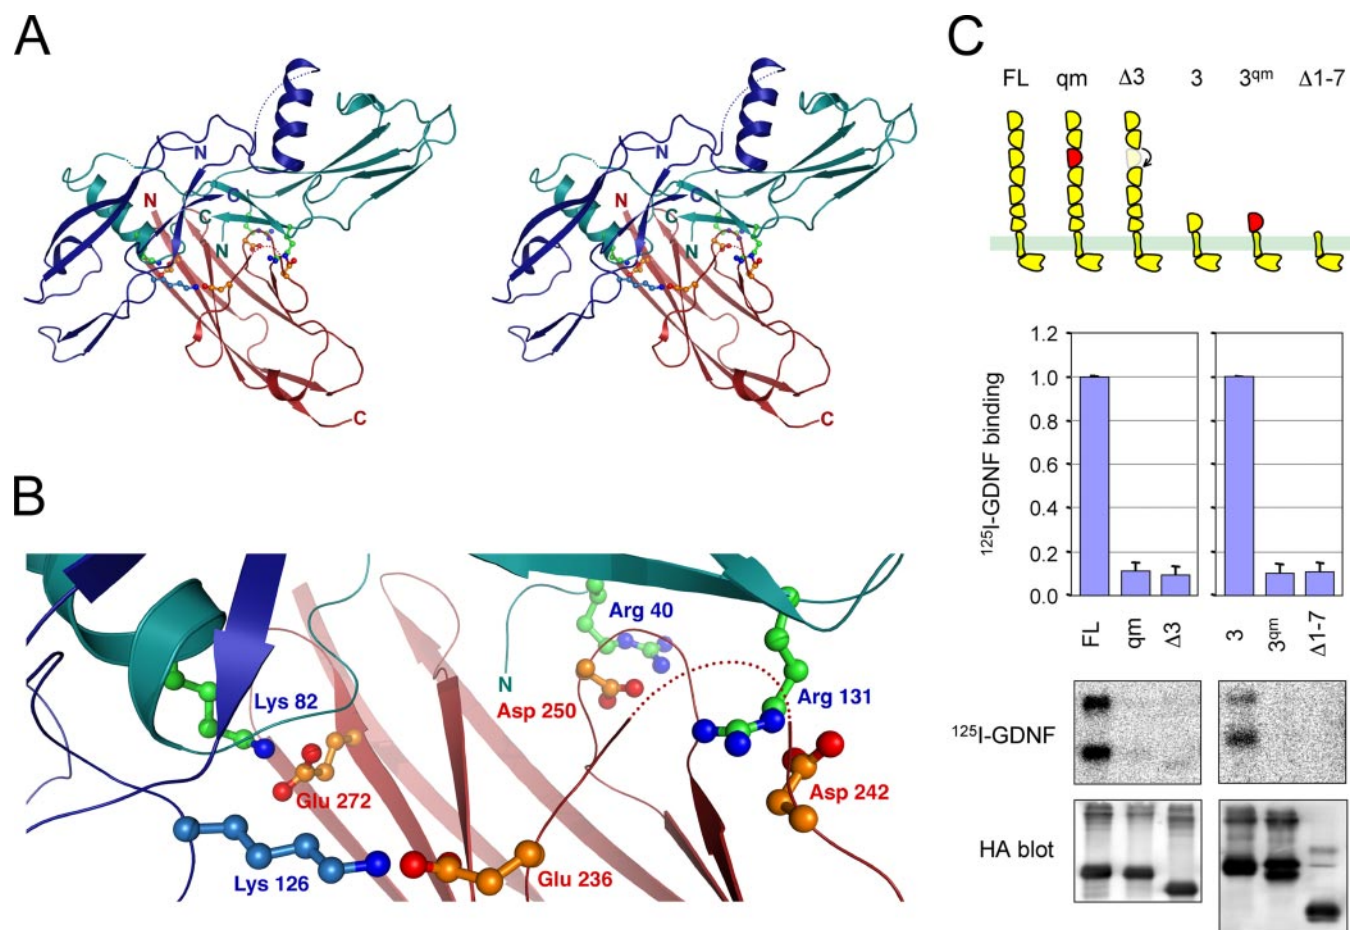 A
N
N
C
C
N
C
N
N
C
C
N
C
B
Arg 40
N
Lys 82
Asp 250
Arg 131
Glu 272
Asp 242
Lys 126
Glu 236
C
FL qm Δ3 3 3qm Δ1-7
125I-GDNF binding
1.2
1.0
0.8
0.6
0.4
0.2
0.0
FL qm Δ3 3 3qm Δ1-7
125I-GDNF
HA blot